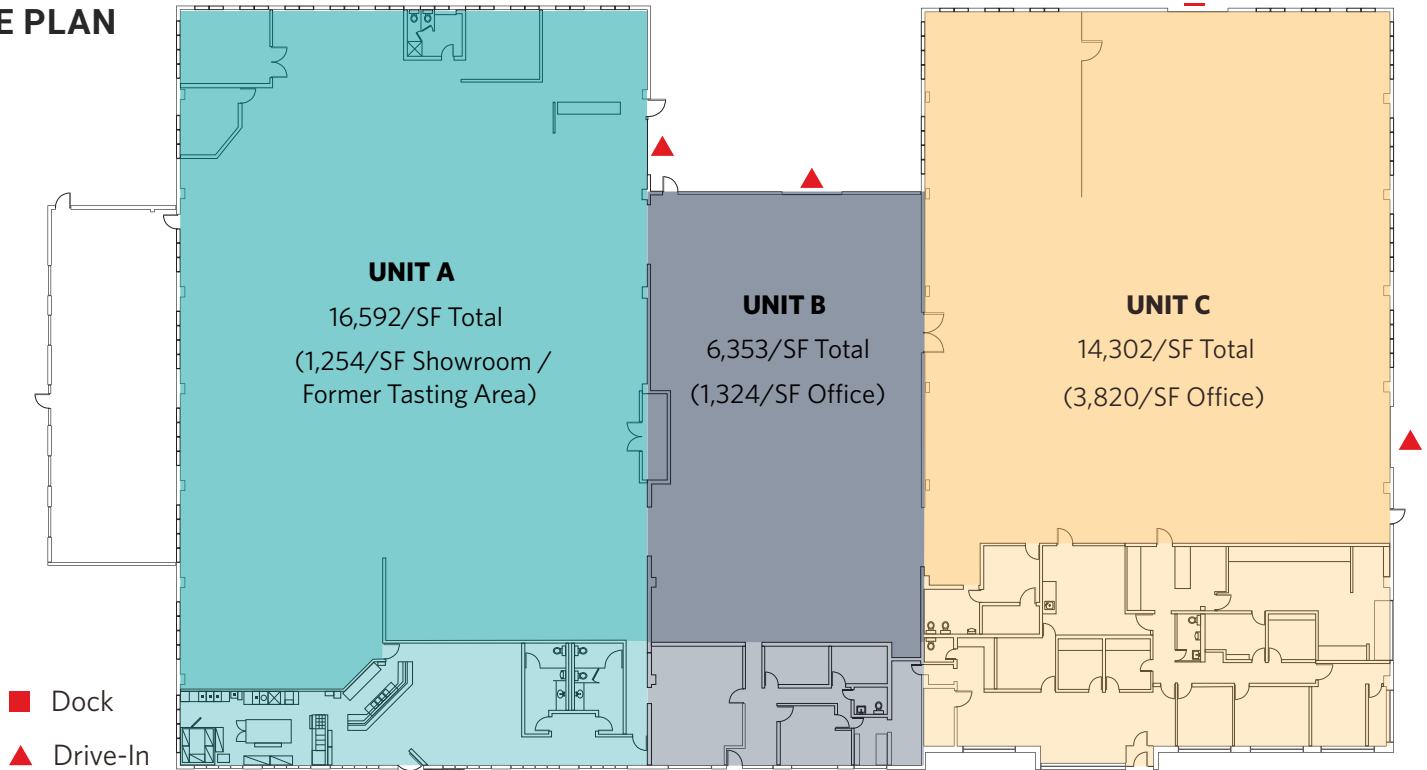 E PLAN
UNIT A
16,592/SF Total
(1,254/SF Showroom /
Former Tasting Area)
UNIT B
6,353/SF Total
(1,324/SF Office)
UNIT C
14,302/SF Total
(3,820/SF Office)
Dock
Drive-In